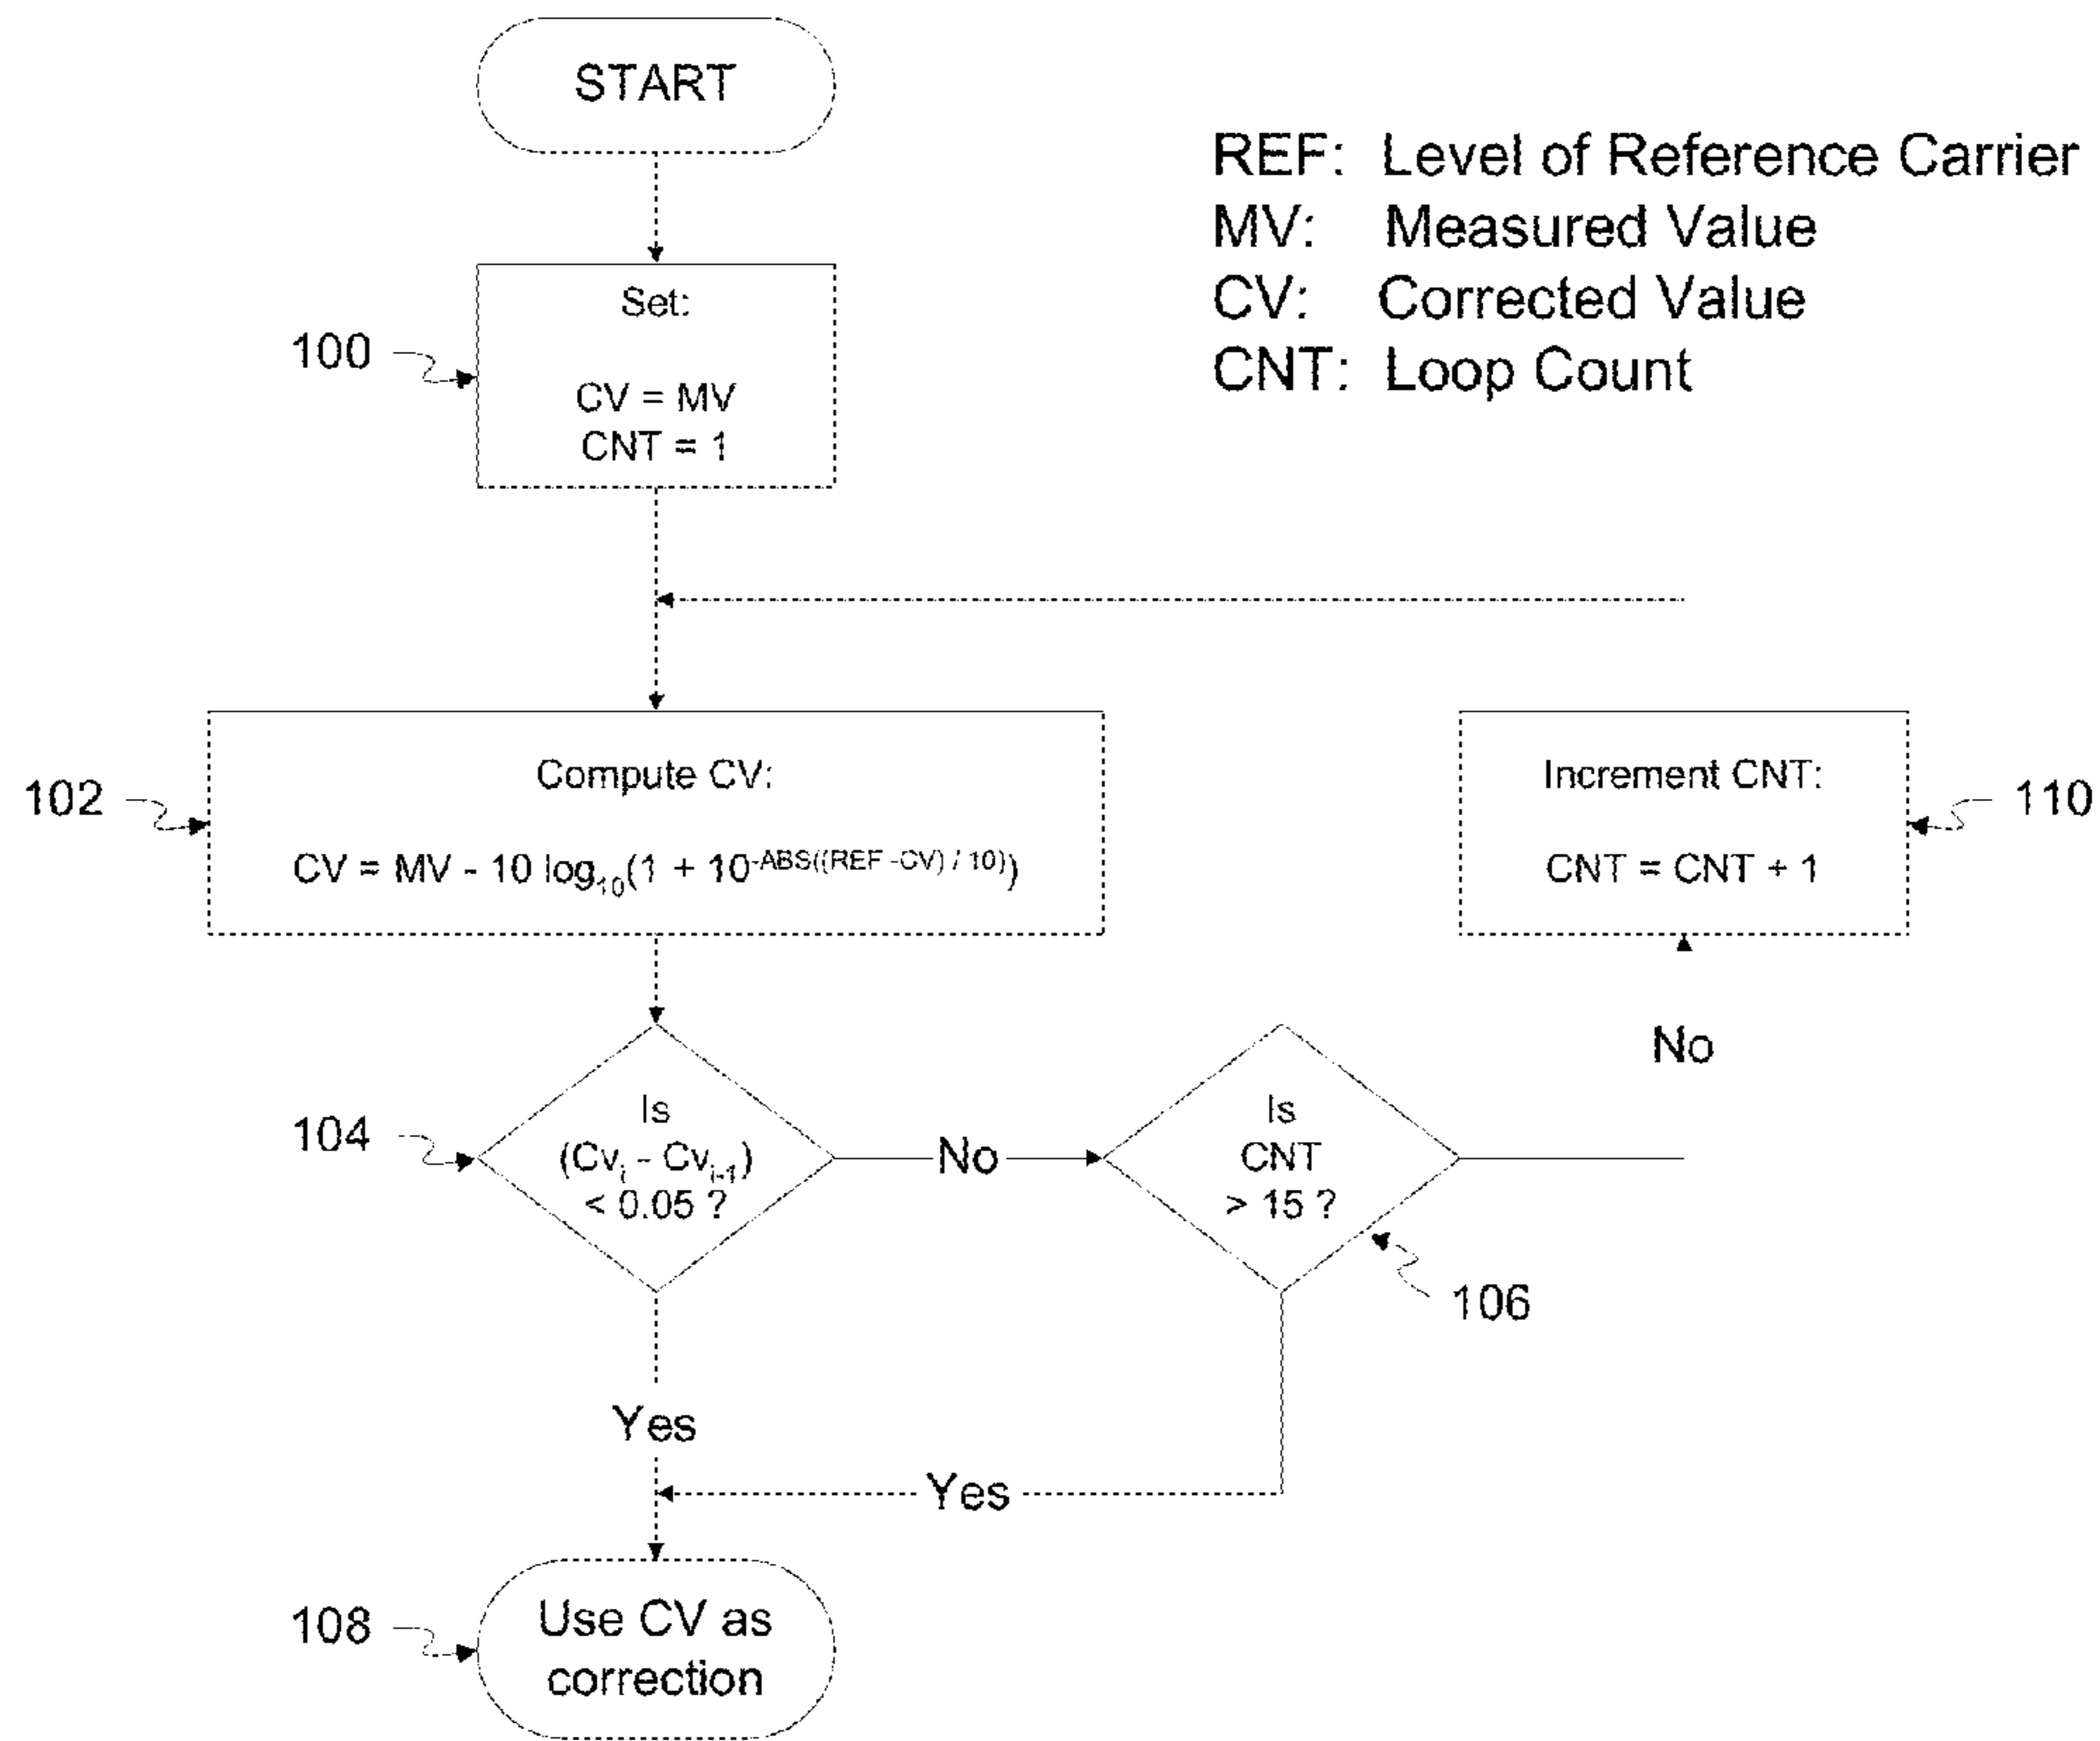 START
REF: Level of Reference Carrier
MV: Measured Value
CV: Corrected Value
CNT: Loop Count
100
Set:
CV = MV
CNT = 1
102
Compute CV:
CV = MV - 10 log₁₀(1 + 10^-ABS((REF -CV) / 10))
Increment CNT:
CNT = CNT + 1
110
104
Is
(Cvᵢ - Cvᵢ₋₁)
< 0.05 ?
No
Is
CNT
> 15 ?
No
106
Yes
Yes
108
Use CV as
correction